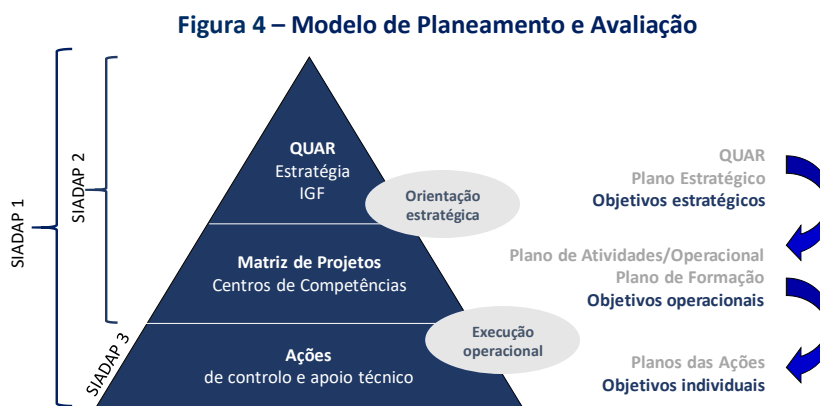 Figura 4 – Modelo de Planeamento e Avaliação
SIADAP 1
SIADAP 2
SIADAP 3
QUAR
Estratégia
IGF
Orientação
estratégica
Matriz de Projetos
Centros de Competências
Execução
operacional
Ações
de controlo e apoio técnico
QUAR
Plano Estratégico
Objetivos estratégicos
Plano de Atividades/Operacional
Plano de Formação
Objetivos operacionais
Planos das Ações
Objetivos individuais